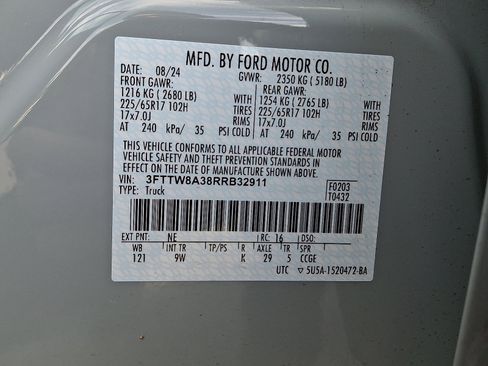 MFD. BY FORD MOTOR CO.
DATE: 08/24 GVWR: 2350 KG ( 5180 LB)
FRONT GAWR: REAR GAWR:
1216 KG ( 2680 LB) WITH 1254 KG ( 2765 LB) WITH
225/65R17 102H TIRES 225/65R17 102H TIRES
17x7.0J RIMS 17x7.0J RIMS
AT 240 kPa/ 35 PSI COLD AT 240 kPa/ 35 PSI COLD
THIS VEHICLE CONFORMS TO ALL APPLICABLE FEDERAL MOTOR
VEHICLE SAFETY AND THEFT PREVENTION STANDARDS IN
EFFECT ON THE DATE OF MANUFACTURE SHOWN ABOVE.
VIN: 3FTTW8A38RRB32911 F0203
TYPE: Truck T0432
EXT PNT: NE RC: 16 DSO:
WB INT TR TP/PS R AXLE TR SPR
121 9W K 29 5 CCGE
UTC 5U5A-1520472-BA